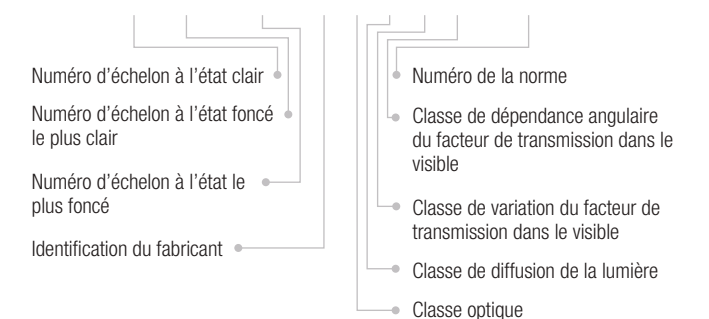 Numéro d’échelon à l’état clair
Numéro d’échelon à l’état foncé
le plus clair
Numéro d’échelon à l’état le
plus foncé
Identification du fabricant
Numéro de la norme
Classe de dépendance angulaire
du facteur de transmission dans le
visible
Classe de variation du facteur de
transmission dans le visible
Classe de diffusion de la lumière
Classe optique